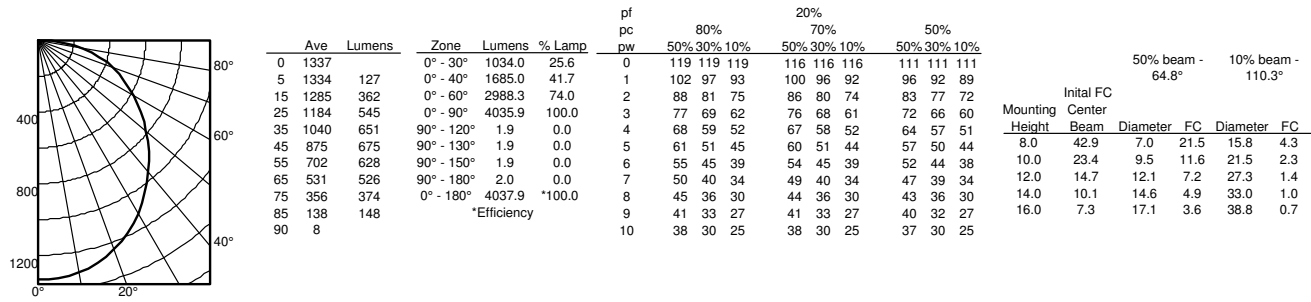 80°
60°
40°
400
800
1200
0° 20°
Ave Lumens
0 1337
5 1334 127
15 1285 362
25 1184 545
35 1040 651
45 875 675
55 702 628
65 531 526
75 356 374
85 138 148
90 8
Zone Lumens % Lamp
0° - 30° 1034.0 25.6
0° - 40° 1685.0 41.7
0° - 60° 2988.3 74.0
0° - 90° 4035.9 100.0
90° - 120° 1.9 0.0
90° - 130° 1.9 0.0
90° - 150° 1.9 0.0
90° - 180° 2.0 0.0
0° - 180° 4037.9 *100.0
*Efficiency
pf 20%
pc 80% 70% 50%
pw 50% 30% 10% 50% 30% 10% 50% 30% 10%
0 119 119 119 116 116 116 111 111 111
1 102 97 93 100 96 92 96 92 89
2 88 81 75 86 80 74 83 77 72
3 77 69 62 76 68 61 72 66 60
4 68 59 52 67 58 52 64 57 51
5 61 51 45 60 51 44 57 50 44
6 55 45 39 54 45 39 52 44 38
7 50 40 34 49 40 34 47 39 34
8 45 36 30 44 36 30 43 36 30
9 41 33 27 41 33 27 40 32 27
10 38 30 25 38 30 25 37 30 25
50% beam - 10% beam -
64.8° 110.3°
Inital FC
Mounting Center
Height Beam Diameter FC Diameter FC
8.0 42.9 7.0 21.5 15.8 4.3
10.0 23.4 9.5 11.6 21.5 2.3
12.0 14.7 12.1 7.2 27.3 1.4
14.0 10.1 14.6 4.9 33.0 1.0
16.0 7.3 17.1 3.6 38.8 0.7